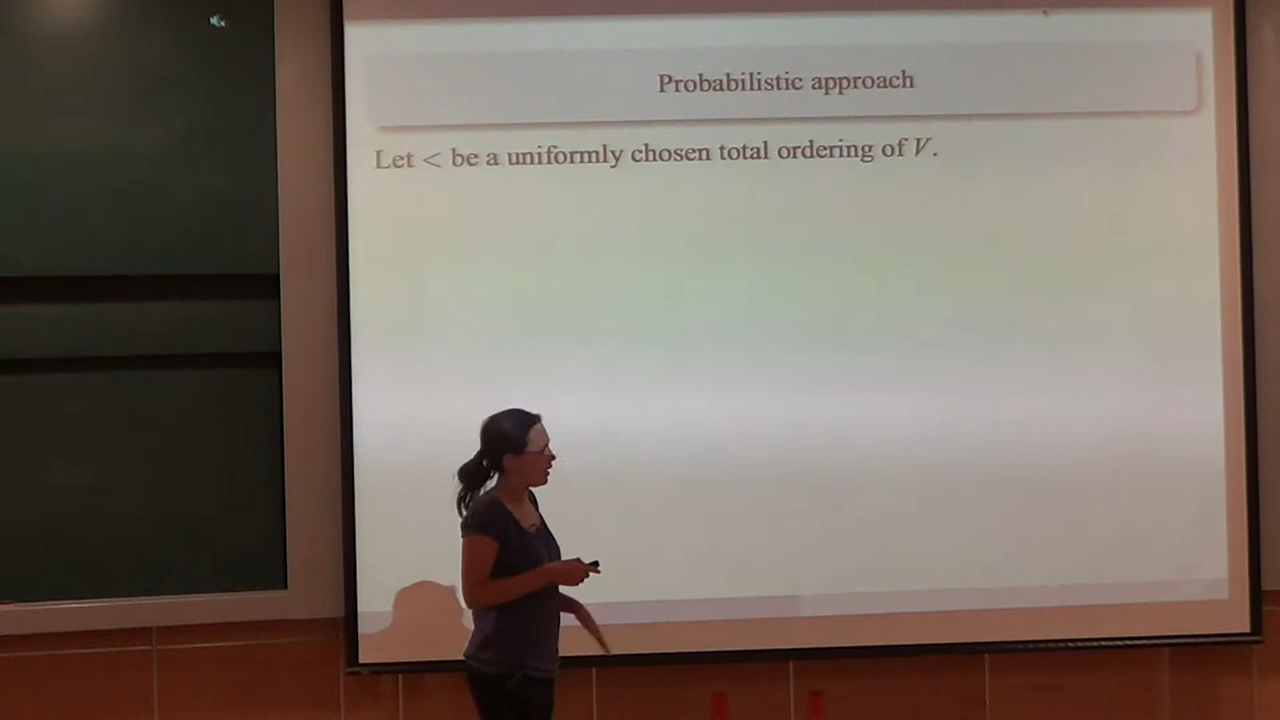 Probabilistic approach
Let < be a uniformly chosen total ordering of V.